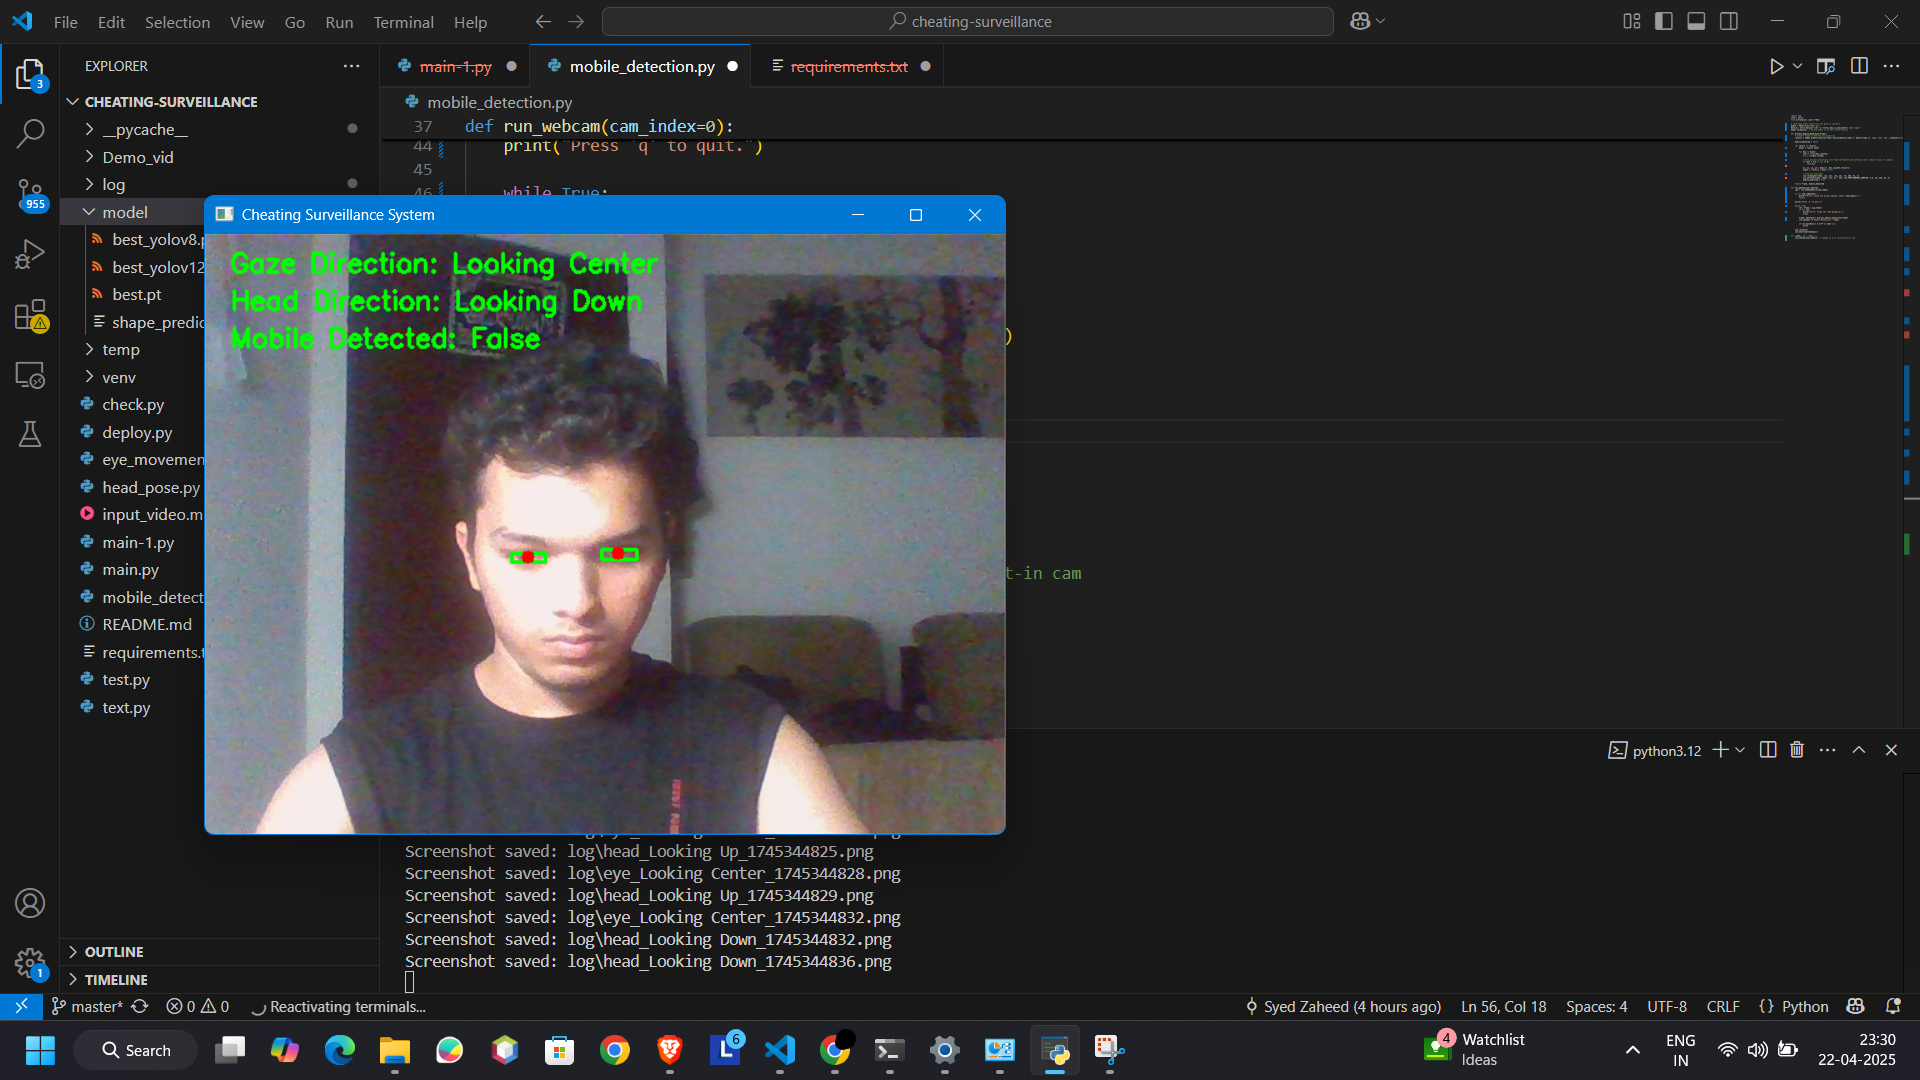 File Edit Selection View Go Run Terminal Help
cheating-surveillance
EXPLORER
main-1.py
mobile_detection.py
requirements.txt
CHEATING-SURVEILLANCE
mobile_detection.py
__pycache__
37 def run_webcam(cam_index=0):
Demo_vid
44 print("Press 'q' to quit.")
45
log
46 while True:
model
Cheating Surveillance System
best_yolov8.p
best_yolov12
best.pt
shape_predic
temp
venv
check.py
deploy.py
eye_movemen
head_pose.py
input_video.m
main-1.py
main.py
mobile_detect
README.md
requirements.t
test.py
text.py
Gaze Direction: Looking Center
Head Direction: Looking Down
Mobile Detected: False
)
t-in cam
3
955
python3.12
Screenshot saved: log\head_Looking Up_1745344825.png
Screenshot saved: log\eye_Looking Center_1745344828.png
Screenshot saved: log\head_Looking Up_1745344829.png
Screenshot saved: log\eye_Looking Center_1745344832.png
Screenshot saved: log\head_Looking Down_1745344832.png
Screenshot saved: log\head_Looking Down_1745344836.png
OUTLINE
TIMELINE
1
master* 0 0 Reactivating terminals...
Syed Zaheed (4 hours ago) Ln 56, Col 18 Spaces: 4 UTF-8 CRLF {} Python
Search
6
4
Watchlist
Ideas
ENG
IN
23:30
22-04-2025